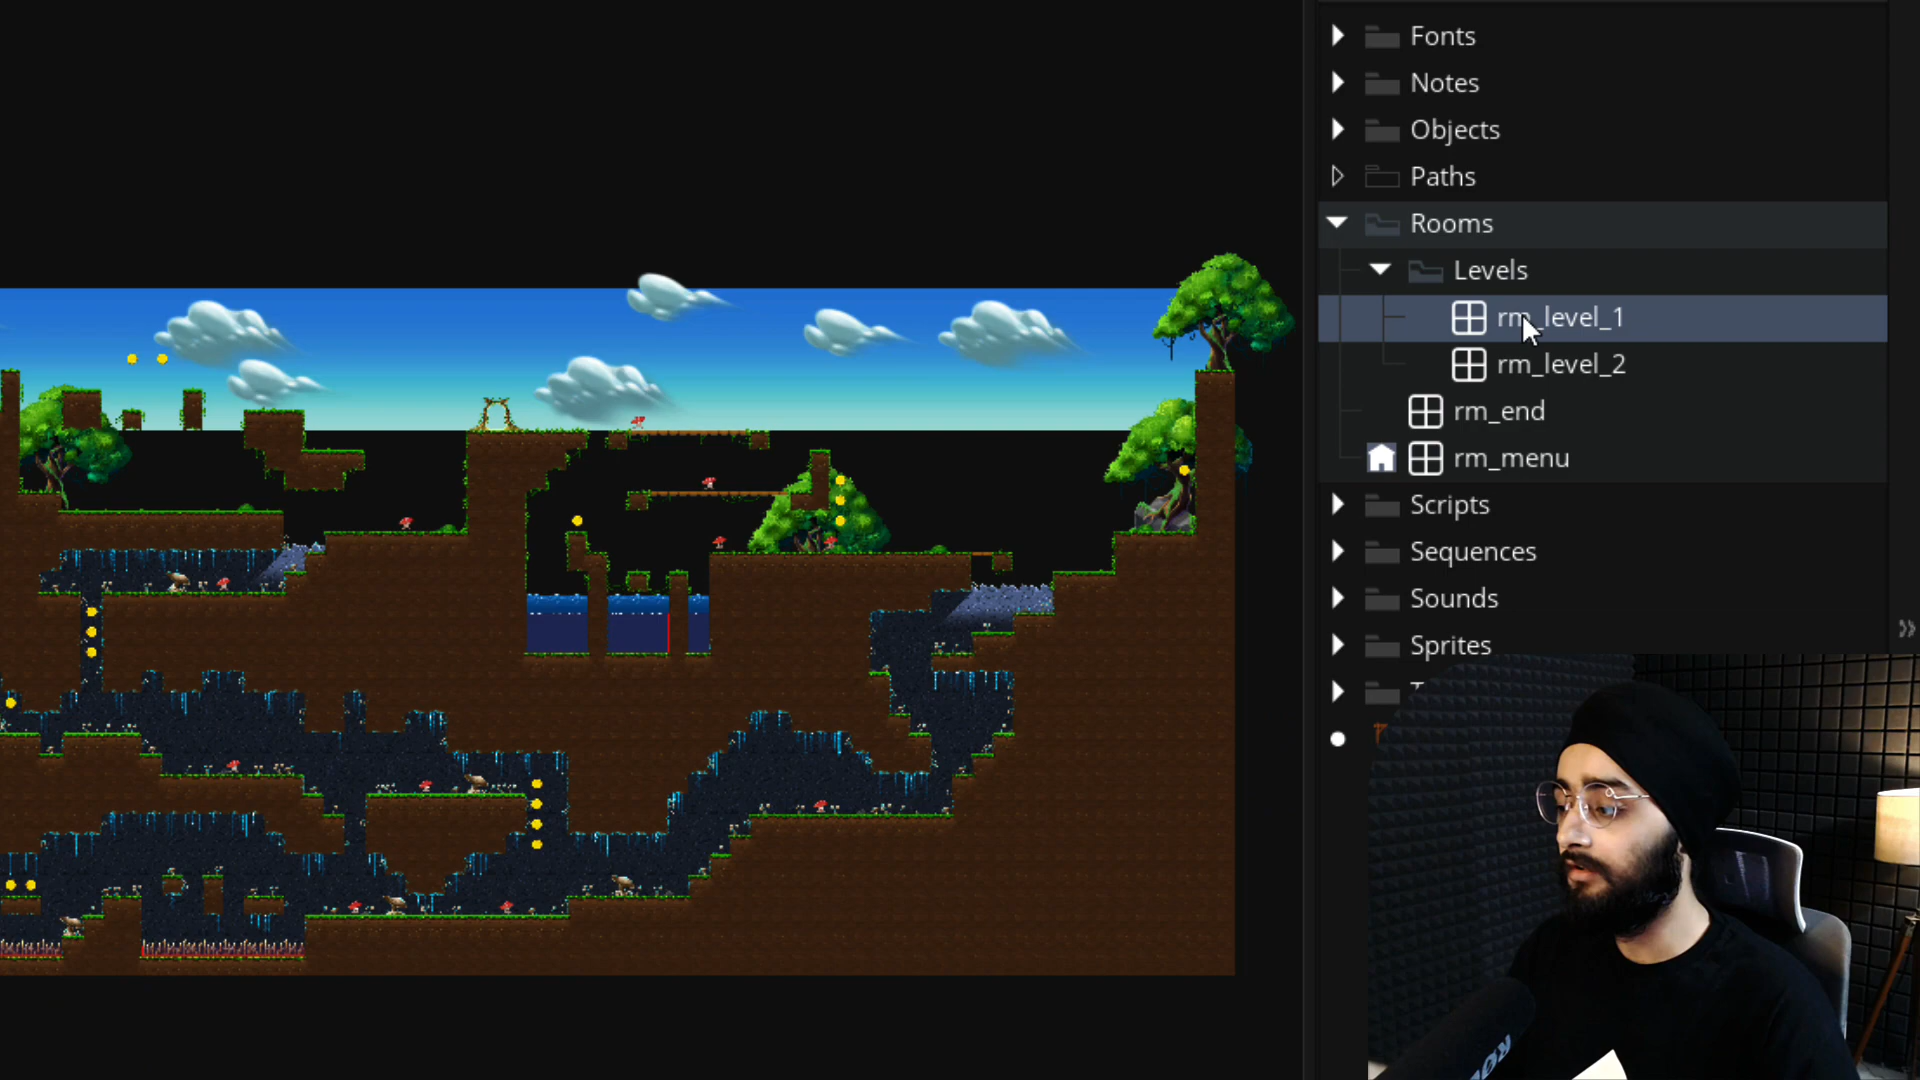 Fonts
Notes
Objects
Paths
Rooms
Levels
rm_level_1
rm_level_2
rm_end
rm_menu
Scripts
Sequences
Sounds
Sprites